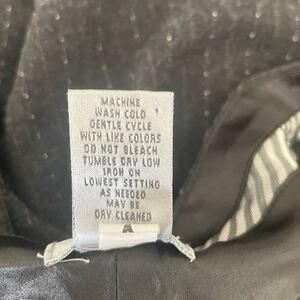 MACHINE
WASH COLD
GENTLE CYCLE
WITH LIKE COLORS
DO NOT BLEACH
TUMBLE DRY LOW
IRON ON
LOWEST SETTING
AS NEEDED
MAY BE
DRY CLEANED
A